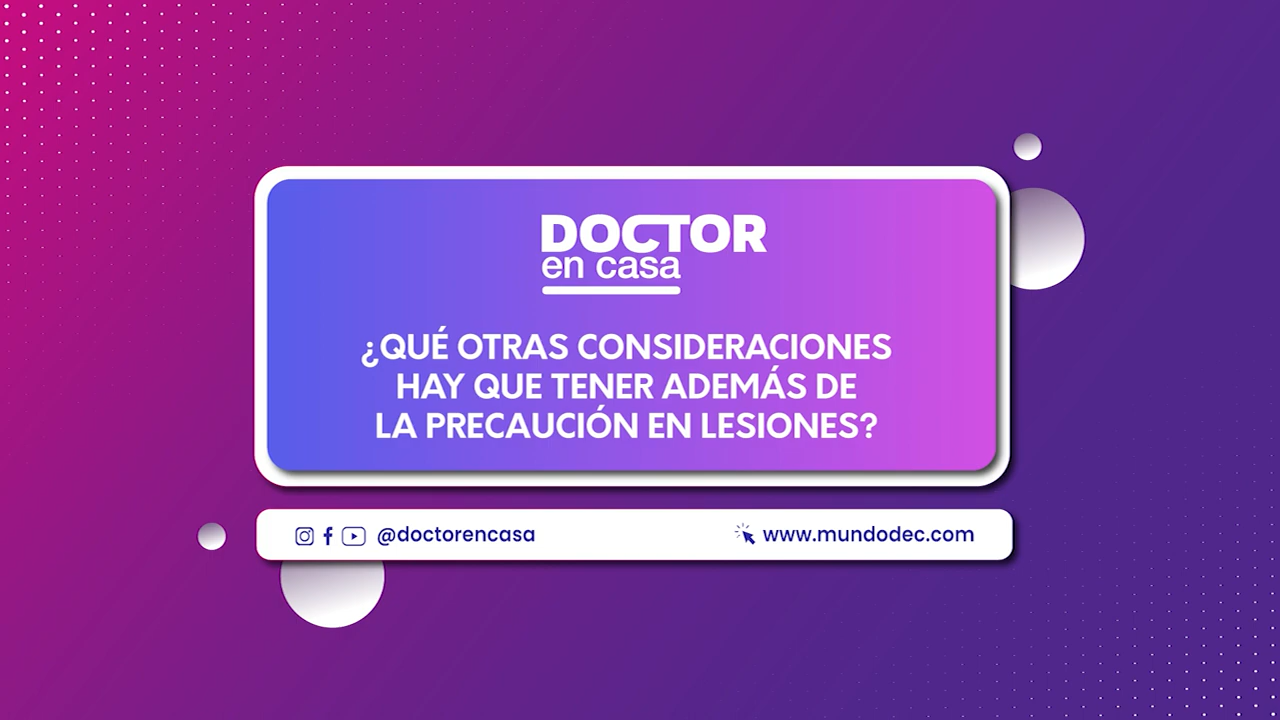 DOCTOR
en casa
¿QUÉ OTRAS CONSIDERACIONES
HAY QUE TENER ADEMÁS DE
LA PRECAUCIÓN EN LESIONES?
@doctorencasa
www.mundodec.com